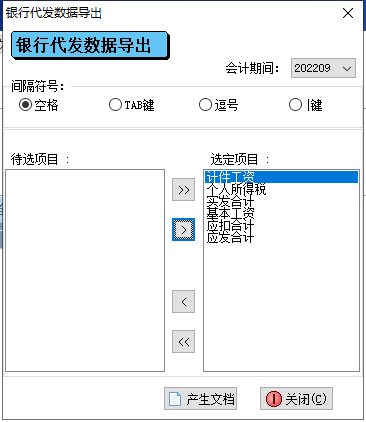 银行代发数据导出
银行代发数据导出
会计期间： 202209
间隔符号：
空格 TAB键 逗号 |键
待选项目 : 选定项目 :
>>
>
<
<<
计件工资
个人所得税
实发合计
基本工资
应扣合计
应发合计
产生文档 关闭(C)